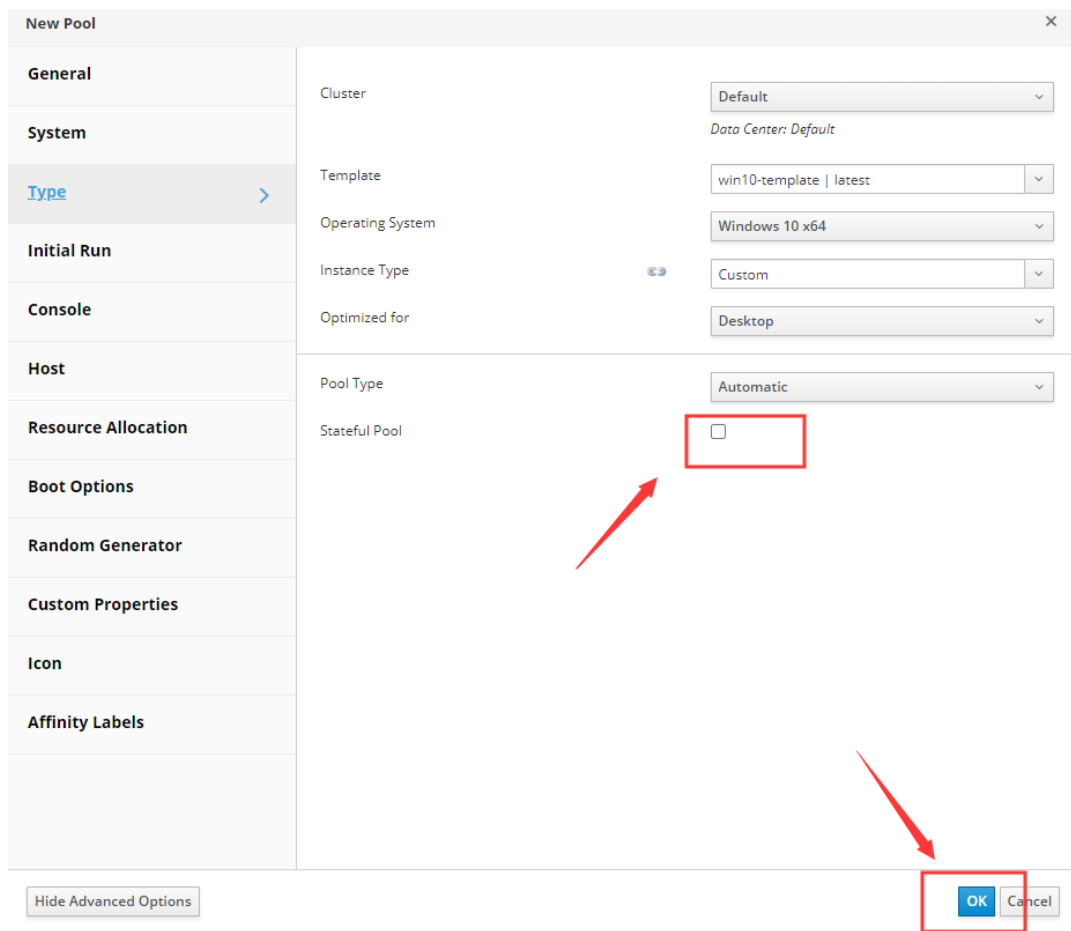 New Pool
General
System
Type
Initial Run
Console
Host
Resource Allocation
Boot Options
Random Generator
Custom Properties
Icon
Affinity Labels
Cluster
Default
Data Center: Default
Template
win10-template | latest
Operating System
Windows 10 x64
Instance Type
Custom
Optimized for
Desktop
Pool Type
Automatic
Stateful Pool
Hide Advanced Options
OK
Cancel